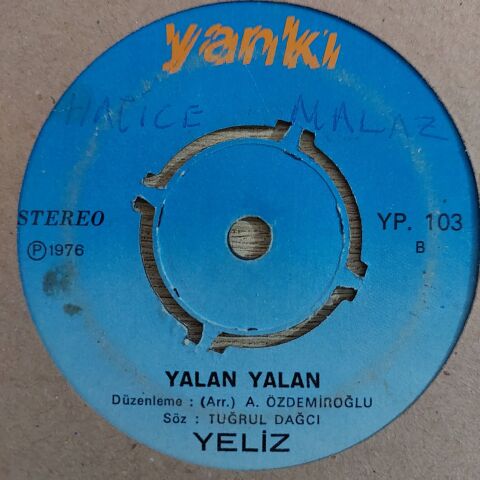 yankı
HATİCE MALAZ
STEREO
YP. 103
Ⓟ 1976
B
YALAN YALAN
Düzenleme : (Arr.) A. ÖZDEMİROĞLU
Söz : TUĞRUL DAĞCI
YELİZ